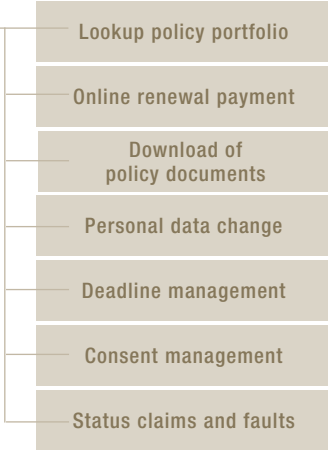 Lookup policy portfolio
Online renewal payment
Download of
policy documents
Personal data change
Deadline management
Consent management
Status claims and faults